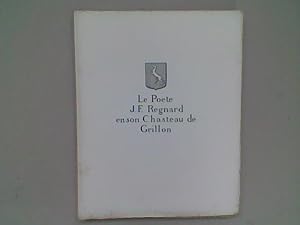 Le Poete
J.F. Regnard
en son Chasteau de
Grillon